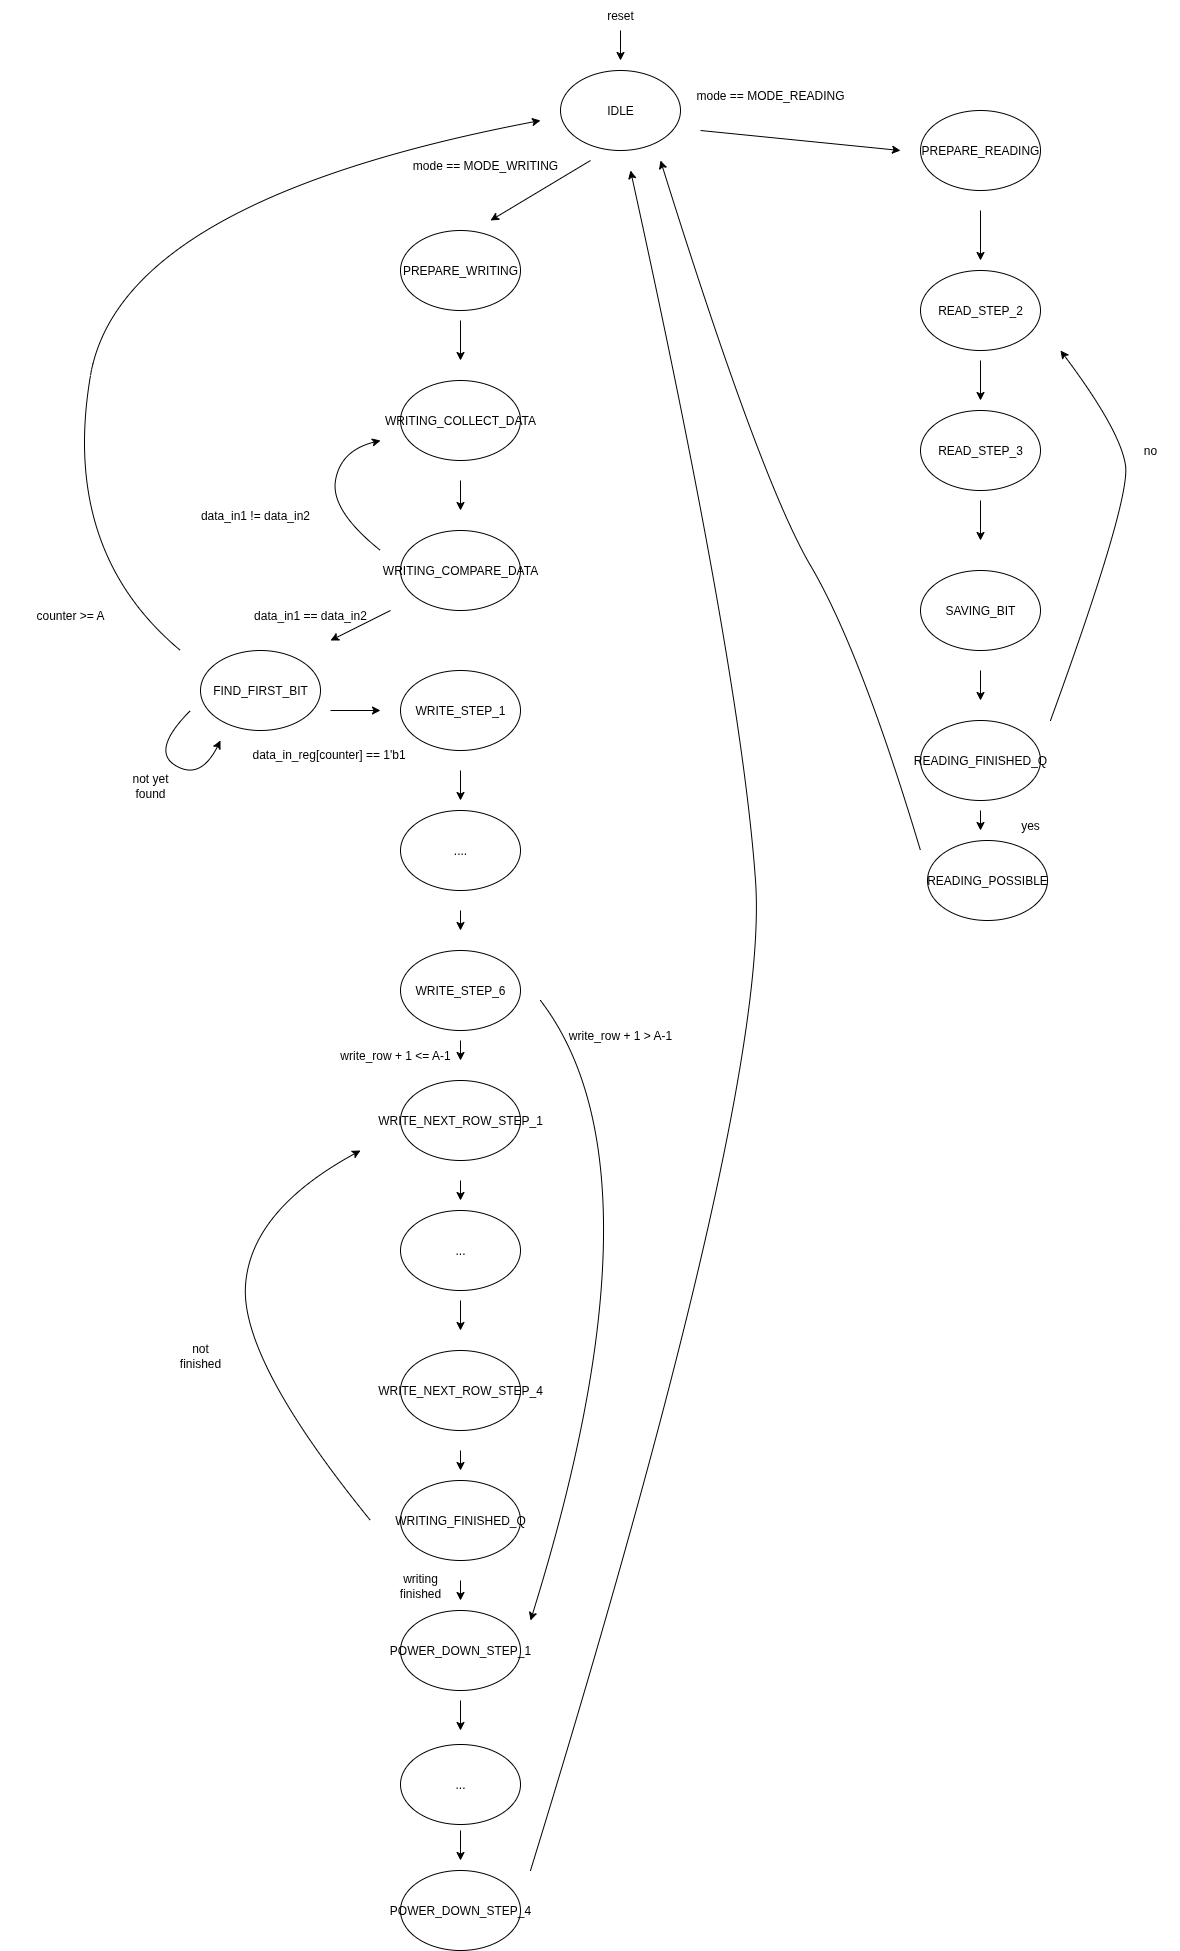 reset
IDLE
mode == MODE_READING
PREPARE_READING
mode == MODE_WRITING
PREPARE_WRITING
READ_STEP_2
WRITING_COLLECT_DATA
READ_STEP_3
no
data_in1 != data_in2
WRITING_COMPARE_DATA
counter >= A
data_in1 == data_in2
SAVING_BIT
FIND_FIRST_BIT
WRITE_STEP_1
data_in_reg[counter] == 1'b1
READING_FINISHED_Q
not yet
found
yes
....
READING_POSSIBLE
WRITE_STEP_6
write_row + 1 > A-1
write_row + 1 <= A-1
WRITE_NEXT_ROW_STEP_1
...
not
finished
WRITE_NEXT_ROW_STEP_4
WRITING_FINISHED_Q
writing
finished
POWER_DOWN_STEP_1
...
POWER_DOWN_STEP_4